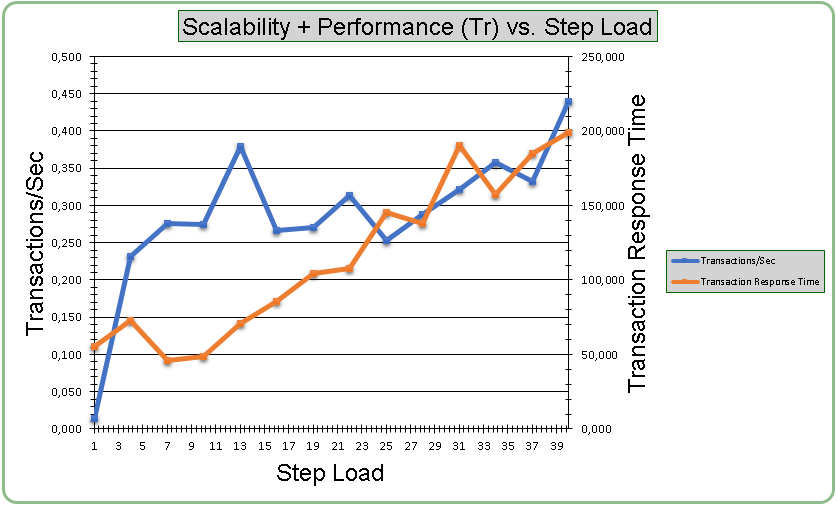 Scalability + Performance (Tr) vs. Step Load
Transactions/Sec
0,500
0,450
0,400
0,350
0,300
0,250
0,200
0,150
0,100
0,050
0,000
250,000
200,000
150,000
100,000
50,000
0,000
Transaction Response Time
1 3 5 7 9 11 13 15 17 19 21 23 25 27 29 31 33 35 37 39
Step Load
Transactions/Sec
Transaction Response Time